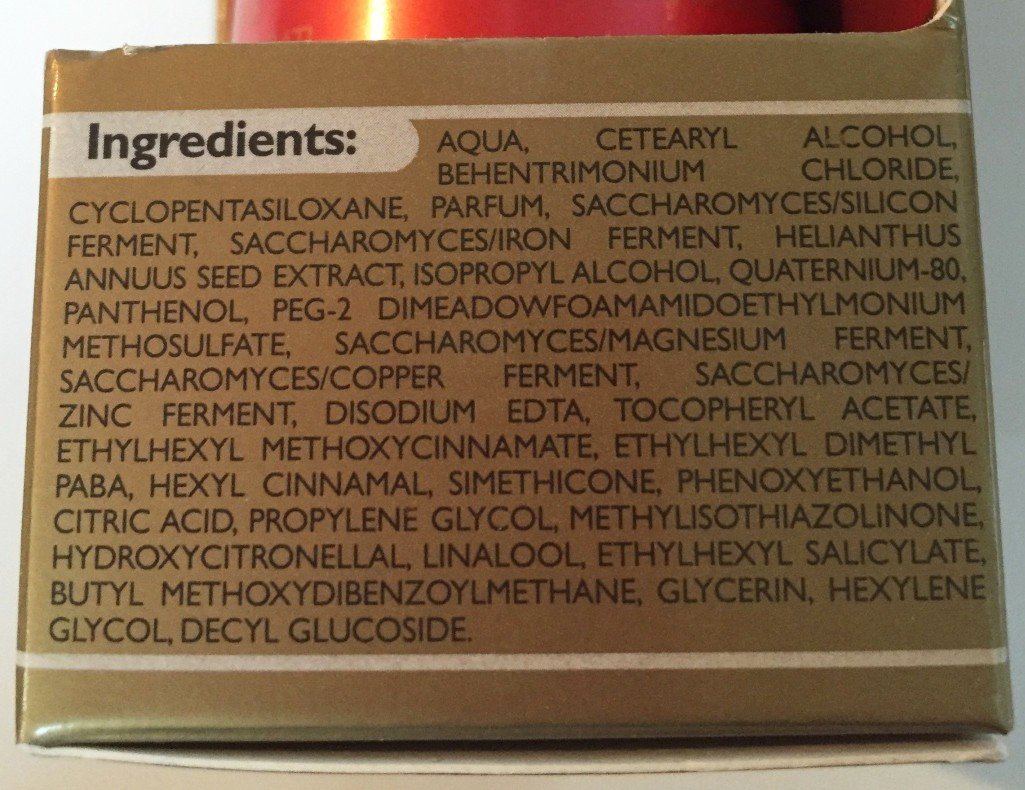 Ingredients: AQUA, CETEARYL ALCOHOL,
BEHENTRIMONIUM CHLORIDE,
CYCLOPENTASILOXANE, PARFUM, SACCHAROMYCES/SILICON
FERMENT, SACCHAROMYCES/IRON FERMENT, HELIANTHUS
ANNUUS SEED EXTRACT, ISOPROPYL ALCOHOL, QUATERNIUM-80,
PANTHENOL, PEG-2 DIMEADOWFOAMAMIDOETHYLMONIUM
METHOSULFATE, SACCHAROMYCES/MAGNESIUM FERMENT,
SACCHAROMYCES/COPPER FERMENT, SACCHAROMYCES/
ZINC FERMENT, DISODIUM EDTA, TOCOPHERYL ACETATE,
ETHYLHEXYL METHOXYCINNAMATE, ETHYLHEXYL DIMETHYL
PABA, HEXYL CINNAMAL, SIMETHICONE, PHENOXYETHANOL,
CITRIC ACID, PROPYLENE GLYCOL, METHYLISOTHIAZOLINONE,
HYDROXYCITRONELLAL, LINALOOL, ETHYLHEXYL SALICYLATE,
BUTYL METHOXYDIBENZOYLMETHANE, GLYCERIN, HEXYLENE
GLYCOL, DECYL GLUCOSIDE.